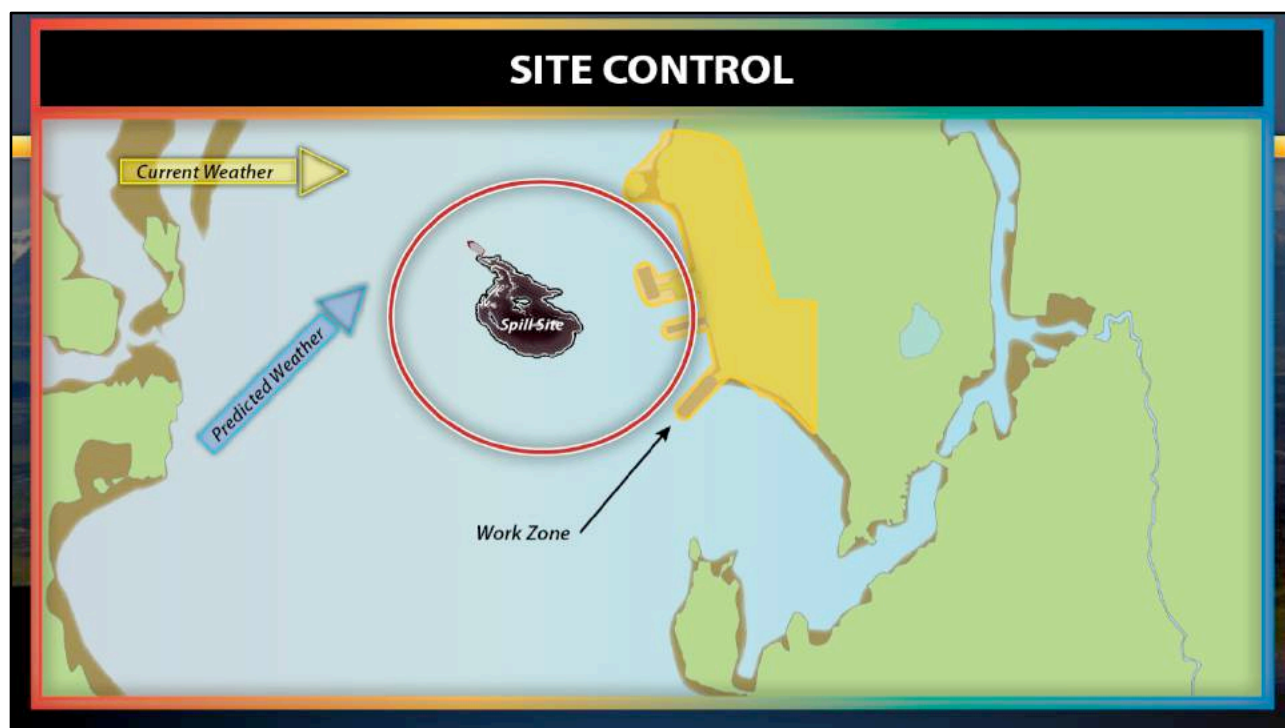 SITE CONTROL
Current Weather
Predicted Weather
Spill Site
Work Zone